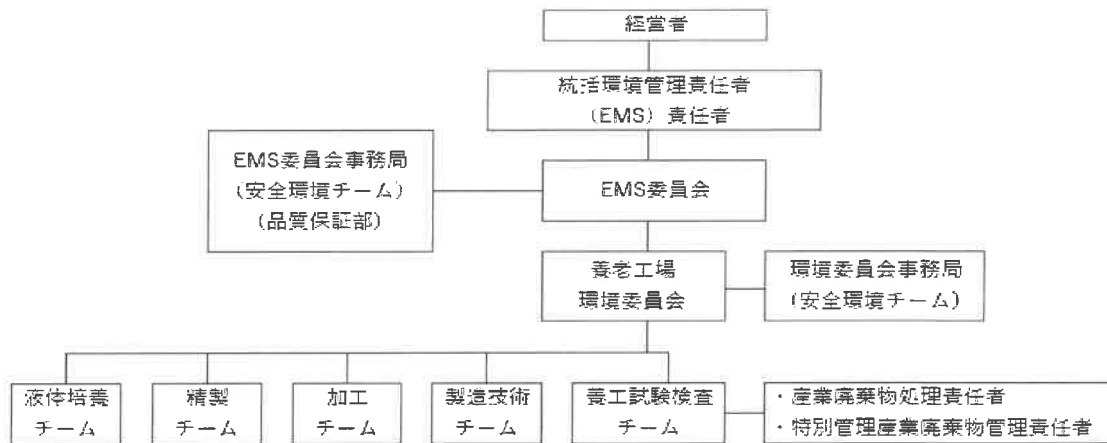 経営者
統括環境管理責任者
（EMS）責任者
EMS委員会事務局
(安全環境チーム)
(品質保証部)
EMS委員会
養老工場
環境委員会
環境委員会事務局
(安全環境チーム)
液体培養
チーム
精製
チーム
加工
チーム
製造技術
チーム
養工試験検査
チーム
・産業廃棄物処理責任者
・特別管理産業廃棄物管理責任者